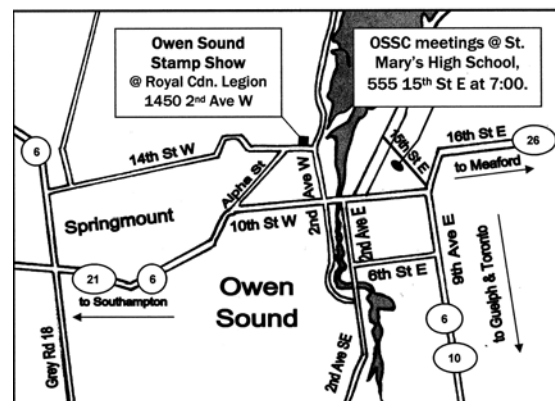 Owen Sound
Stamp Show
@ Royal Cdn. Legion
1450 2nd Ave W
OSSC meetings @ St.
Mary's High School,
555 15th St E at 7:00.
6
14th St W
Alpha St
2nd Ave W
15th St E
16th St E
26
to Meaford
Springmount
10th St W
2nd Ave E
9th Ave E
6th St E
to Guelph & Toronto
21
6
to Southampton
Owen
Sound
Grey Rd 18
2nd Ave SE
6
10